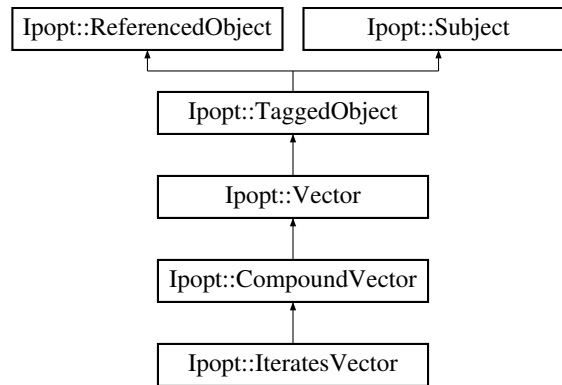 Ipopt::ReferencedObject
Ipopt::Subject
Ipopt::TaggedObject
Ipopt::Vector
Ipopt::CompoundVector
Ipopt::IteratesVector